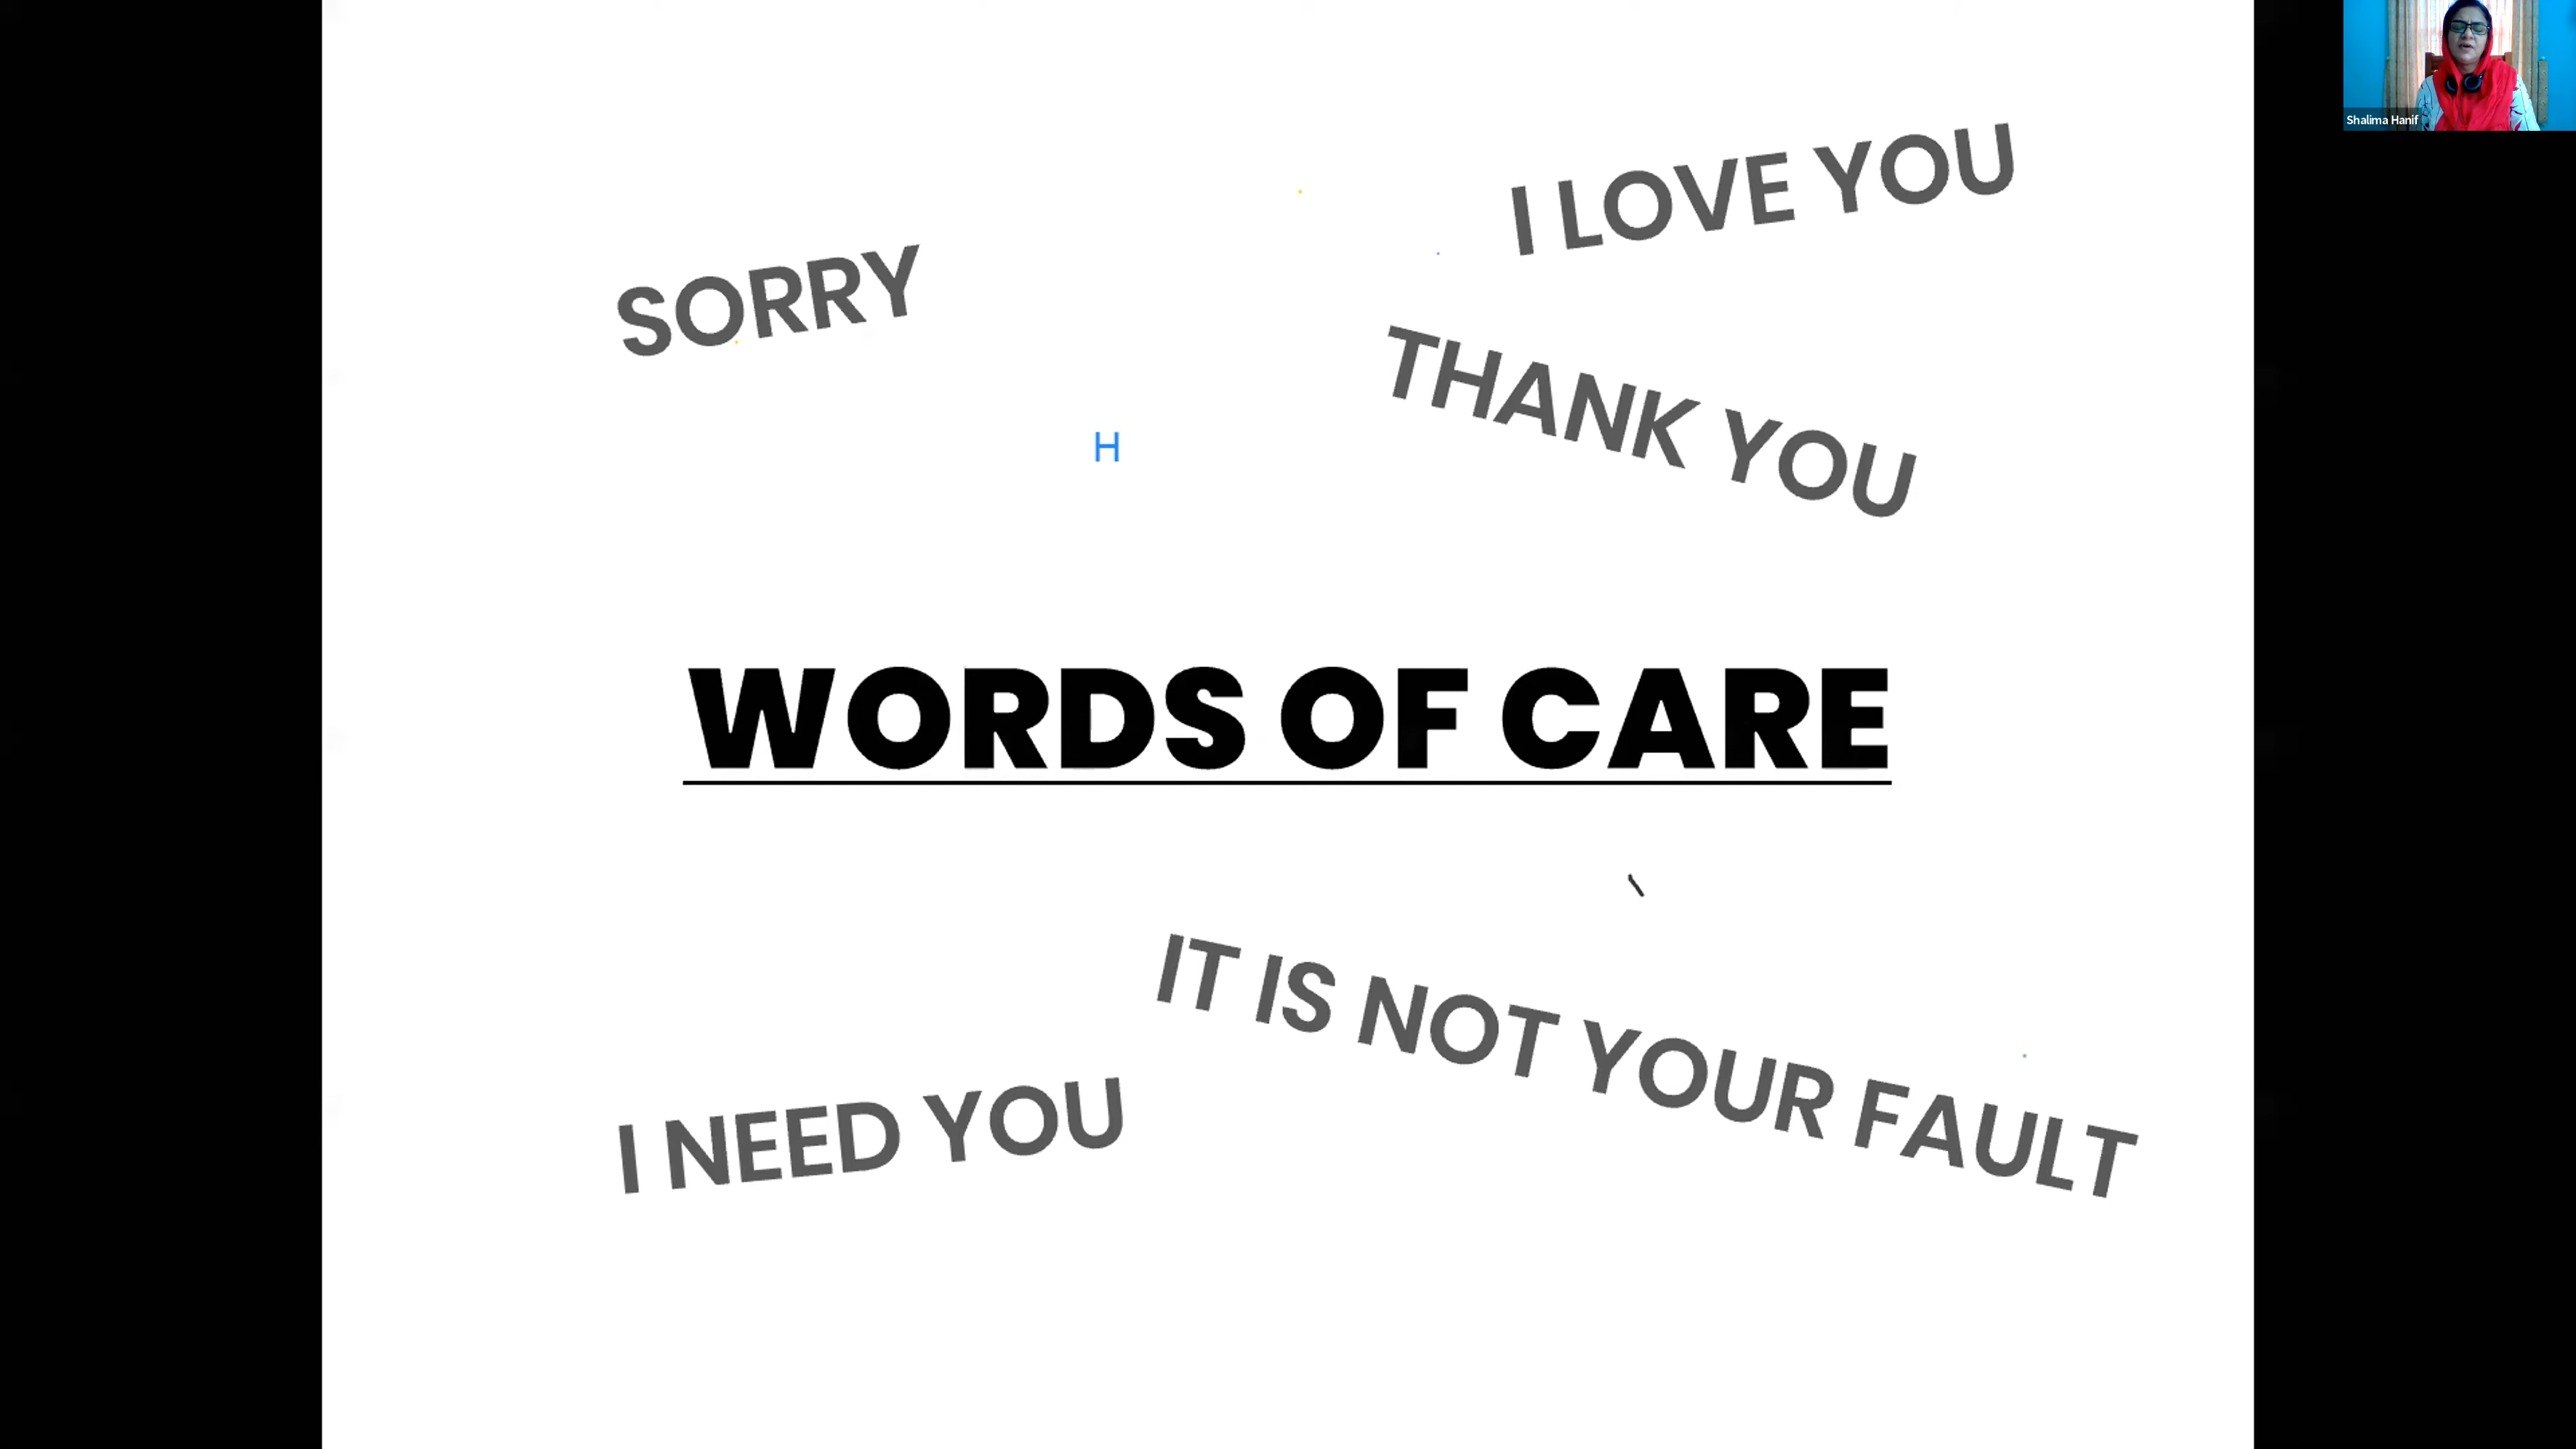 Shalima Hanif
I LOVE YOU
SORRY
THANK YOU
H
WORDS OF CARE
IT IS NOT YOUR FAULT
I NEED YOU